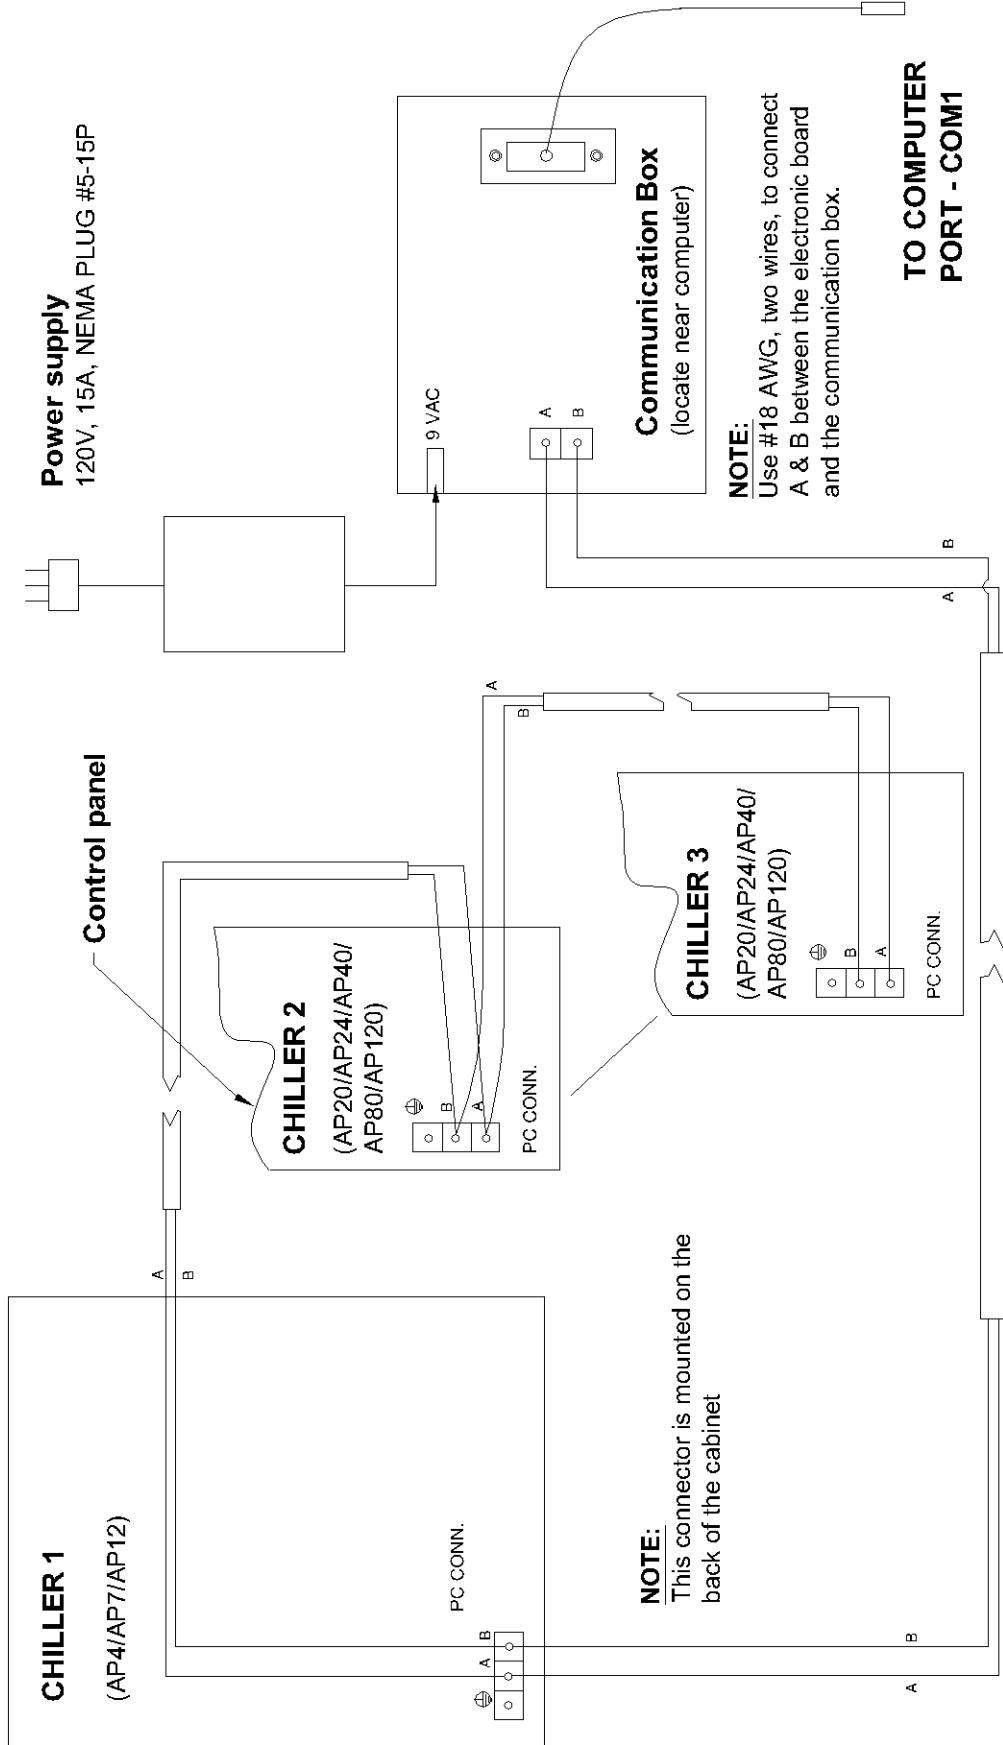 CHILLER 1
(AP4/AP7/AP12)
PC CONN.
A
B
A
B
NOTE:
This connector is mounted on the
back of the cabinet
A
B
Control panel
CHILLER 2
(AP20/AP24/AP40/
AP80/AP120)
B
A
PC CONN.
A
B
CHILLER 3
(AP20/AP24/AP40/
AP80/AP120)
B
A
PC CONN.
Power supply
120V, 15A, NEMA PLUG #5-15P
9 VAC
A
B
Communication Box
(locate near computer)
NOTE:
Use #18 AWG, two wires, to connect
A & B between the electronic board
and the communication box.
A
B
TO COMPUTER
PORT - COM1